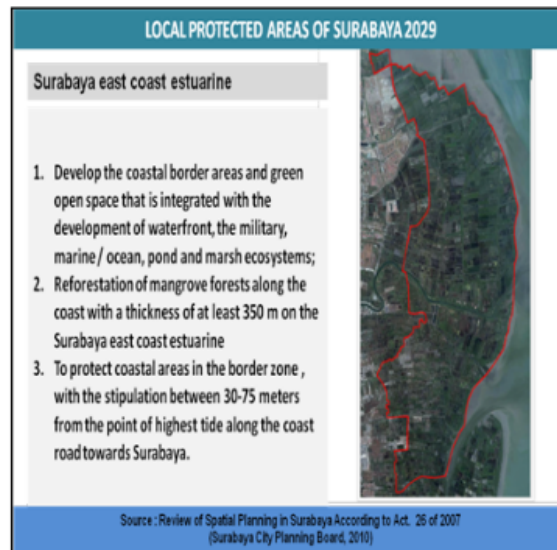 LOCAL PROTECTED AREAS OF SURABAYA 2029
Surabaya east coast estuarine
1. Develop the coastal border areas and green
open space that is integrated with the
development of waterfront, the military,
marine / ocean, pond and marsh ecosystems;
2. Reforestation of mangrove forests along the
coast with a thickness of at least 350 m on the
Surabaya east coast estuarine
3. To protect coastal areas in the border zone ,
with the stipulation between 30-75 meters
from the point of highest tide along the coast
road towards Surabaya.
Source : Review of Spatial Planning in Surabaya According to Act. 26 of 2007
(Surabaya City Planning Board, 2010)